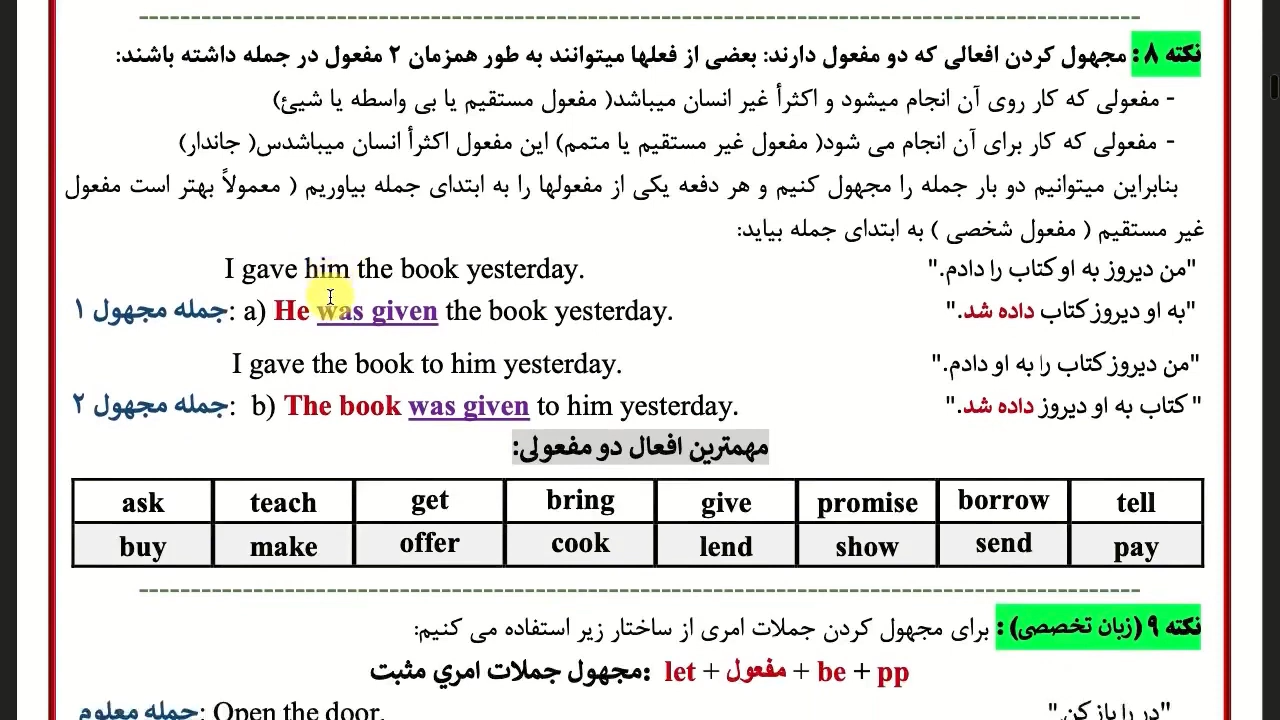 نکته ۸ : مجهول کردن افعالی که دو مفعول دارند: بعضی از فعلها میتوانند به طور همزمان ۲ مفعول در جمله داشته باشند:
- مفعولی که کار روی آن انجام میشود و اکثرأ غیر انسان میباشد( مفعول مستقیم یا بی واسطه یا شیئ)
- مفعولی که کار برای آن انجام می شود( مفعول غیر مستقیم یا متمم) این مفعول اکثرأ انسان میباشدس( جاندار)
بنابراین میتوانیم دو بار جمله را مجهول کنیم و هر دفعه یکی از مفعولها را به ابتدای جمله بیاوریم ( معمولاً بهتر است مفعول
غیر مستقیم ( مفعول شخصی ) به ابتدای جمله بیاید:
I gave him the book yesterday. "من دیروز به او کتاب را دادم."
جمله مجهول ۱ : a) He was given the book yesterday. "به او دیروز کتاب داده شد."
I gave the book to him yesterday. "من دیروز کتاب را به او دادم."
جمله مجهول ۲ : b) The book was given to him yesterday. " کتاب به او دیروز داده شد."
مهمترین افعال دو مفعولی:
ask teach get bring give promise borrow tell
buy make offer cook lend show send pay
نکته ۹ (زبان تخصصی) : برای مجهول کردن جملات امری از ساختار زیر استفاده می کنیم:
مجهول جملات امري مثبت: let + مفعول + be + pp
جمله معلوم : Open the door. "در را باز کن."